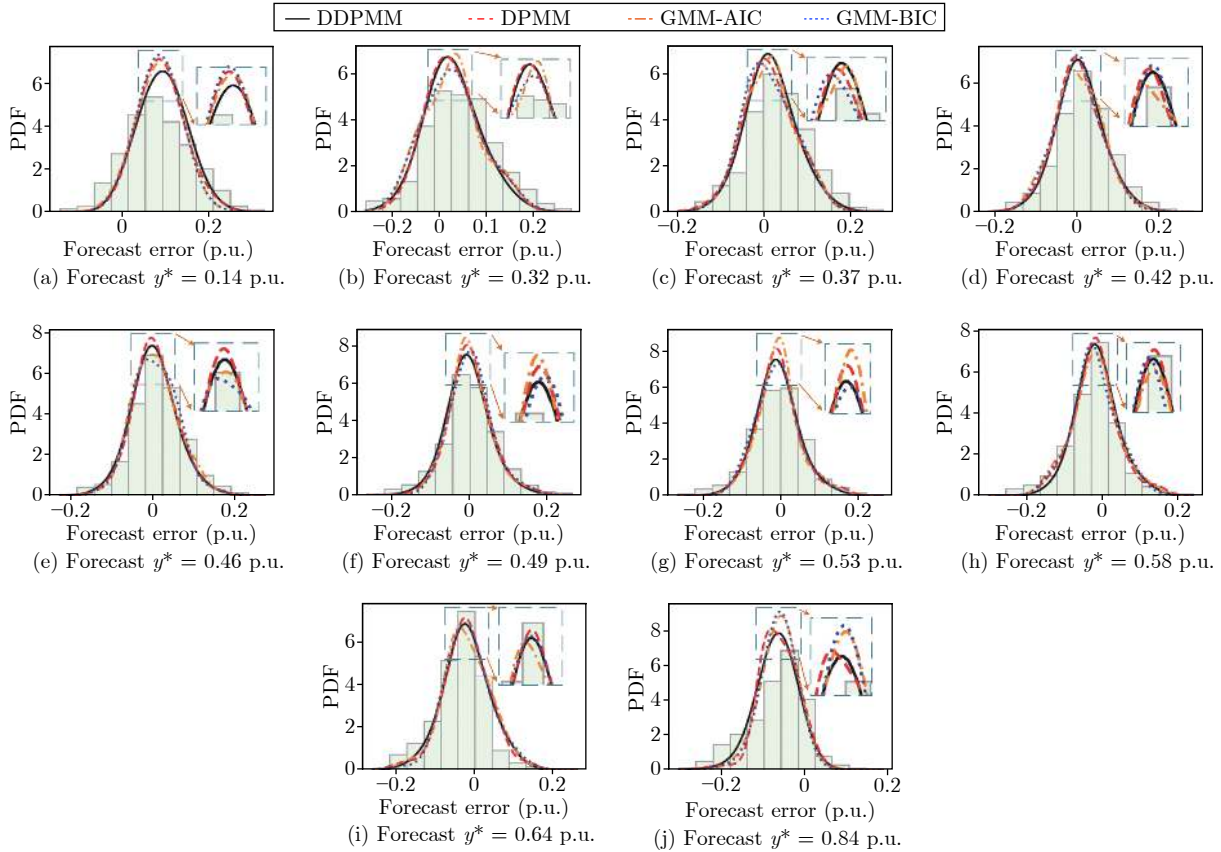 DDPMM DPMM GMM-AIC GMM-BIC
6
4
2
0
PDF
0 0.2
Forecast error (p.u.)
(a) Forecast y* = 0.14 p.u.
6
4
2
0
PDF
−0.2 0 0.1 0.2
Forecast error (p.u.)
(b) Forecast y* = 0.32 p.u.
6
4
2
0
PDF
−0.2 0 0.2
Forecast error (p.u.)
(c) Forecast y* = 0.37 p.u.
6
4
2
0
PDF
−0.2 0 0.2
Forecast error (p.u.)
(d) Forecast y* = 0.42 p.u.
8
6
4
2
0
PDF
−0.2 0 0.2
Forecast error (p.u.)
(e) Forecast y* = 0.46 p.u.
8
6
4
2
0
PDF
−0.2 0 0.2
Forecast error (p.u.)
(f) Forecast y* = 0.49 p.u.
8
6
4
2
0
PDF
−0.2 0 0.2
Forecast error (p.u.)
(g) Forecast y* = 0.53 p.u.
8
6
4
2
0
PDF
−0.2 0 0.2
Forecast error (p.u.)
(h) Forecast y* = 0.58 p.u.
6
4
2
0
PDF
−0.2 0 0.2
Forecast error (p.u.)
(i) Forecast y* = 0.64 p.u.
8
6
4
2
0
PDF
−0.2 0 0.2
Forecast error (p.u.)
(j) Forecast y* = 0.84 p.u.